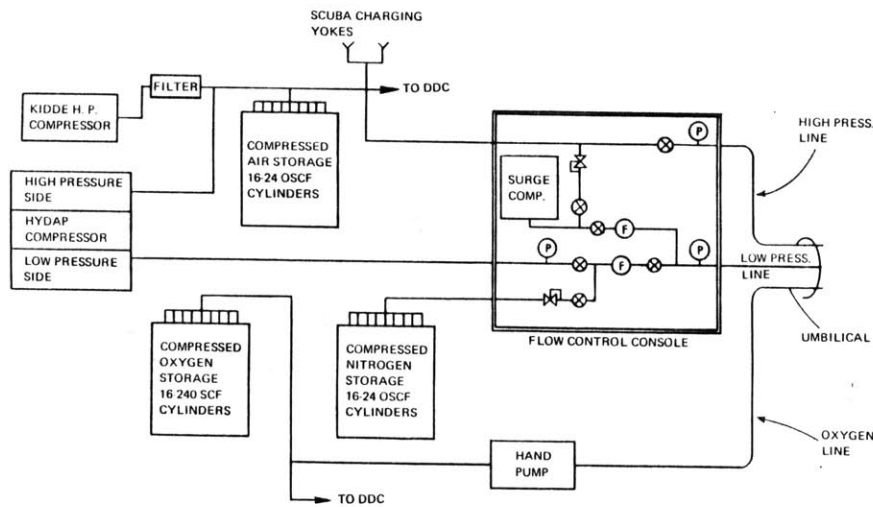 SCUBA CHARGING
YOKES
FILTER
TO DDC
KIDDE H. P.
COMPRESSOR
COMPRESSED
AIR STORAGE
16-24 OSCF
CYLINDERS
HIGH PRESSURE
SIDE
HYDAP
COMPRESSOR
LOW PRESSURE
SIDE
SURGE
COMP.
P
F
P
F
P
HIGH PRESS.
LINE
LOW PRESS.
LINE
UMBILICAL
FLOW CONTROL CONSOLE
COMPRESSED
OXYGEN
STORAGE
16 240 SCF
CYLINDERS
COMPRESSED
NITROGEN
STORAGE
16-24 OSCF
CYLINDERS
HAND
PUMP
OXYGEN
LINE
TO DDC